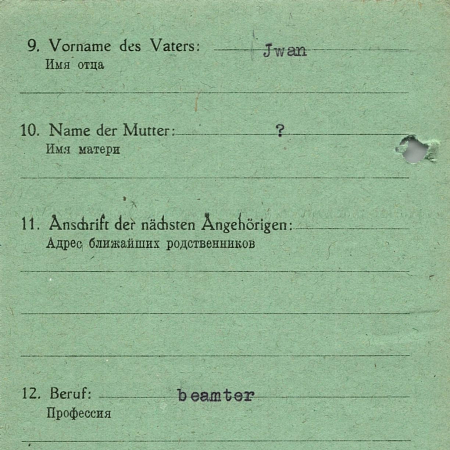 9. Vorname des Vaters: Jwan
Имя отца
10. Name der Mutter: ?
Имя матери
11. Anschrift der nächsten Angehörigen:
Адрес ближайших родственников
12. Beruf: beamter
Профессия